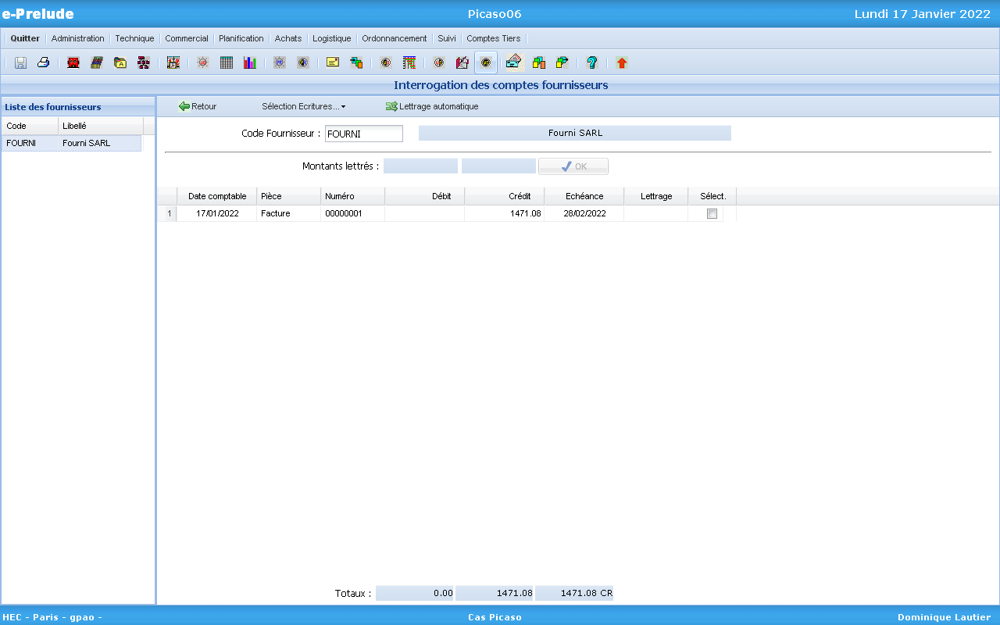 e-Prelude Picaso06 Lundi 17 Janvier 2022
Quitter Administration Technique Commercial Planification Achats Logistique Ordonnancement Suivi Comptes Tiers
Interrogation des comptes fournisseurs
Liste des fournisseurs
Code Libellé
FOURNI Fourni SARL
Retour Sélection Ecritures... Lettrage automatique
Code Fournisseur : FOURNI Fourni SARL
Montants lettrés : OK
Date comptable Pièce Numéro Débit Crédit Echéance Lettrage Sélect.
1 17/01/2022 Facture 00000001 1471.08 28/02/2022
Totaux : 0.00 1471.08 1471.08 CR
HEC - Paris - gpao - Cas Picaso Dominique Lautier